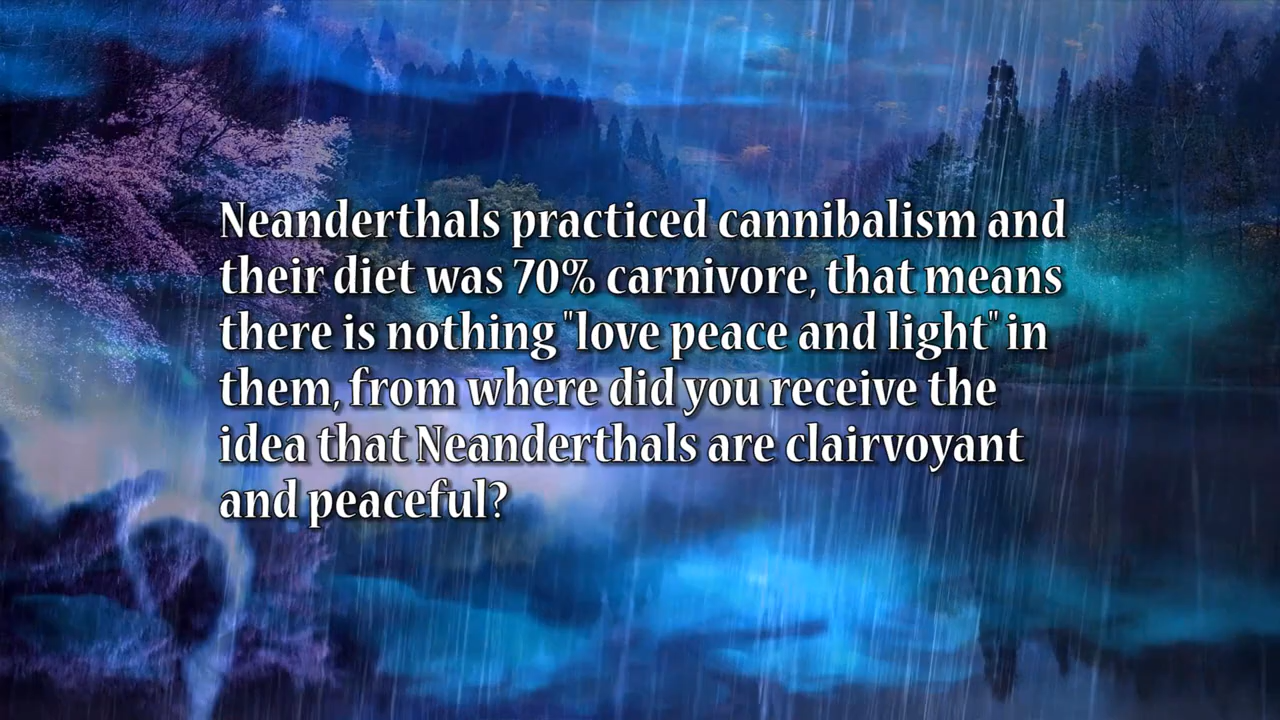 Neanderthals practiced cannibalism and
their diet was 70% carnivore, that means
there is nothing "love peace and light" in
them, from where did you receive the
idea that Neanderthals are clairvoyant
and peaceful?